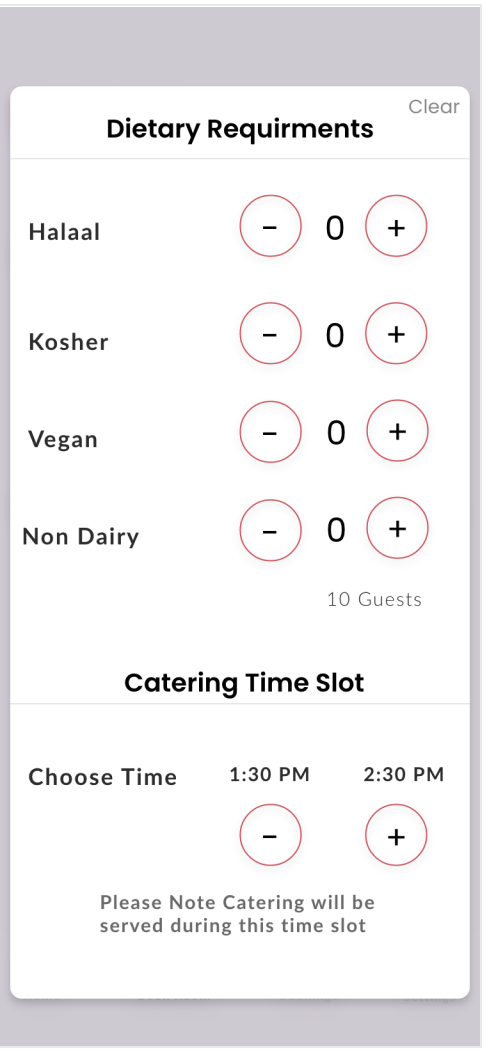 Clear
Dietary Requirments
Halaal - 0 +
Kosher - 0 +
Vegan - 0 +
Non Dairy - 0 +
10 Guests
Catering Time Slot
Choose Time 1:30 PM 2:30 PM
- +
Please Note Catering will be
served during this time slot